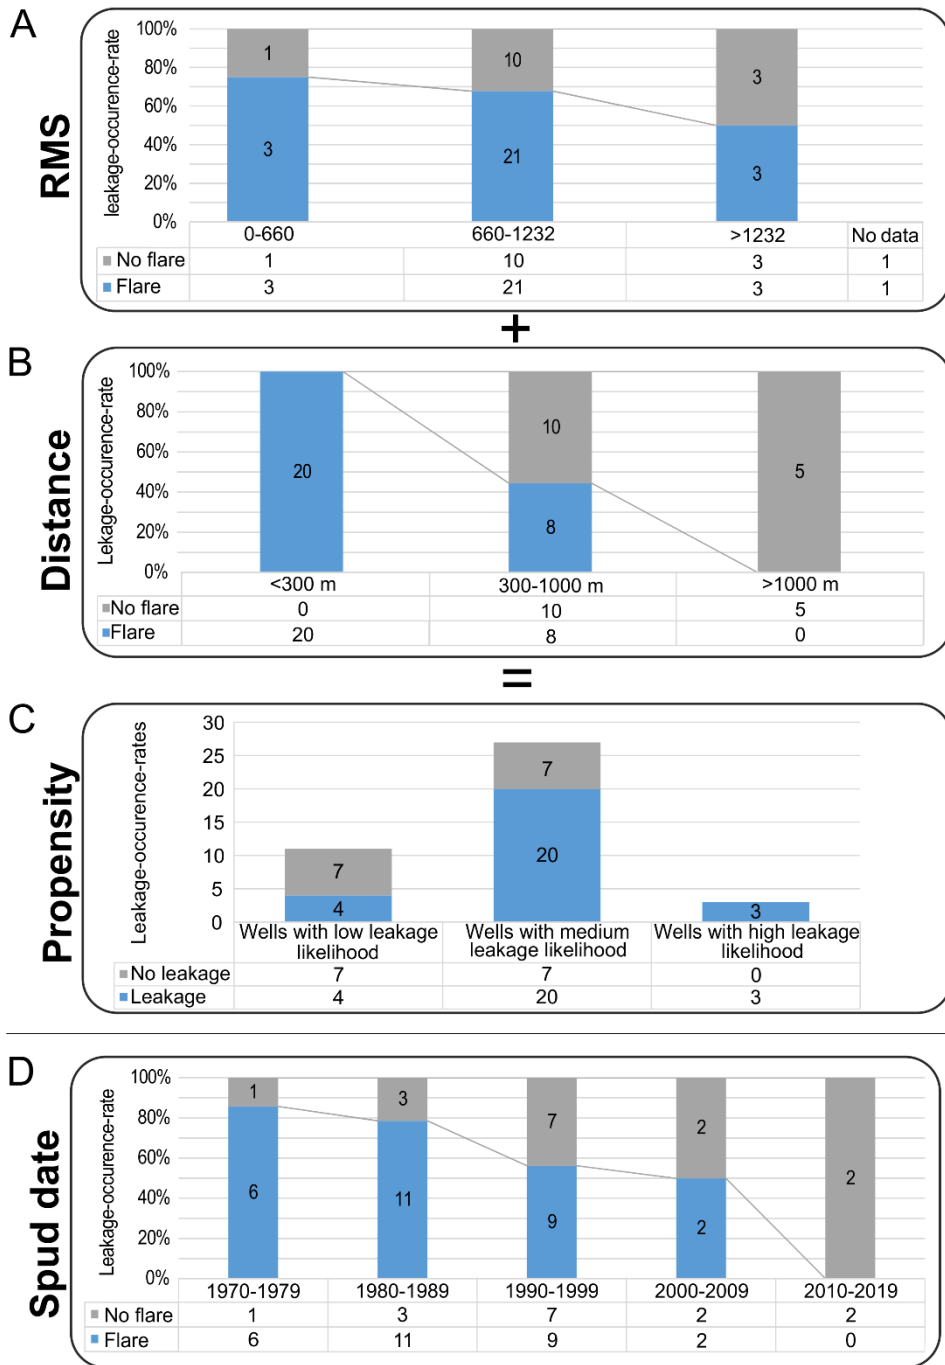 A
RMS
leakage-occurence-rate
100%
80%
60%
40%
20%
0%
1
3
10
21
3
3
0-660 660-1232 >1232 No data
No flare 1 10 3 1
Flare 3 21 3 1
+
B
Distance
Lekage-occurence-rate
100%
80%
60%
40%
20%
0%
20
10
8
5
<300 m 300-1000 m >1000 m
No flare 0 10 5
Flare 20 8 0
=
C
Propensity
Leakage-occurence-rates
30
25
20
15
10
5
0
7
4
7
20
3
Wells with low leakage likelihood
Wells with medium leakage likelihood
Wells with high leakage likelihood
No leakage 7 7 0
Leakage 4 20 3
D
Spud date
Leakage-occurence-rate
100%
80%
60%
40%
20%
0%
1
6
3
11
7
9
2
2
2
1970-1979 1980-1989 1990-1999 2000-2009 2010-2019
No flare 1 3 7 2 2
Flare 6 11 9 2 0